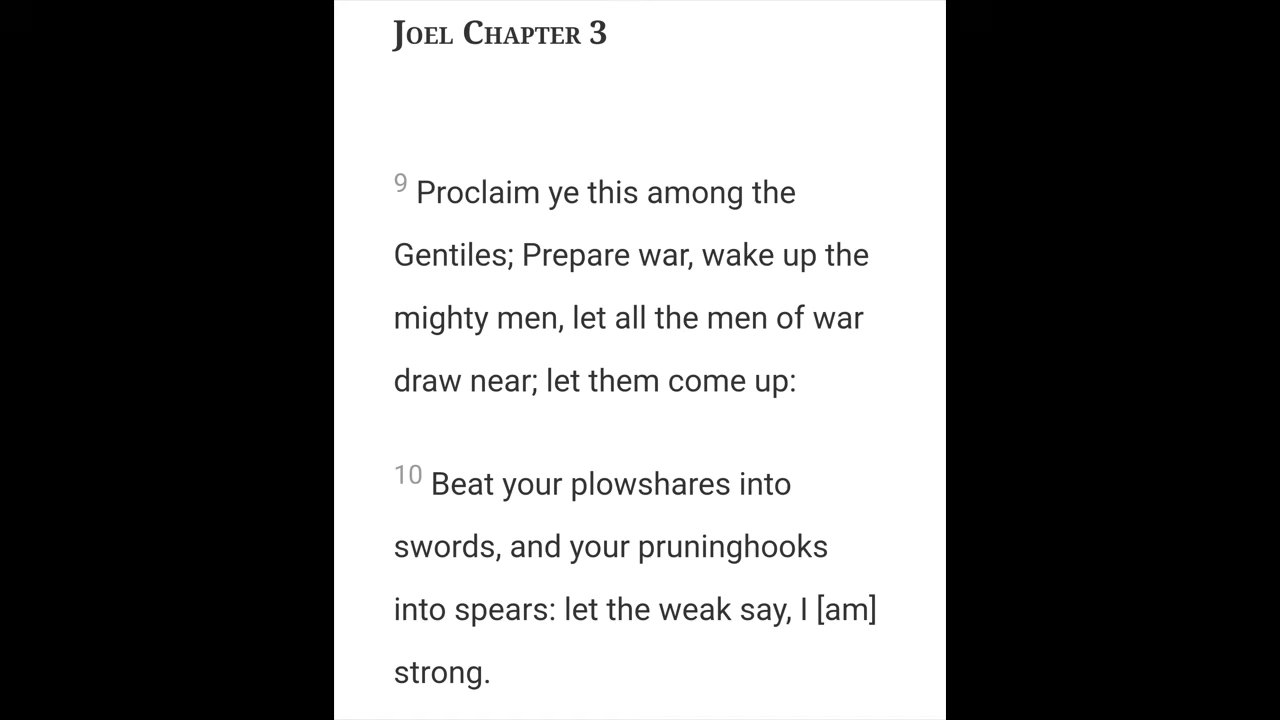 Joel Chapter 3
9 Proclaim ye this among the
Gentiles; Prepare war, wake up the
mighty men, let all the men of war
draw near; let them come up:
10 Beat your plowshares into
swords, and your pruninghooks
into spears: let the weak say, I [am]
strong.